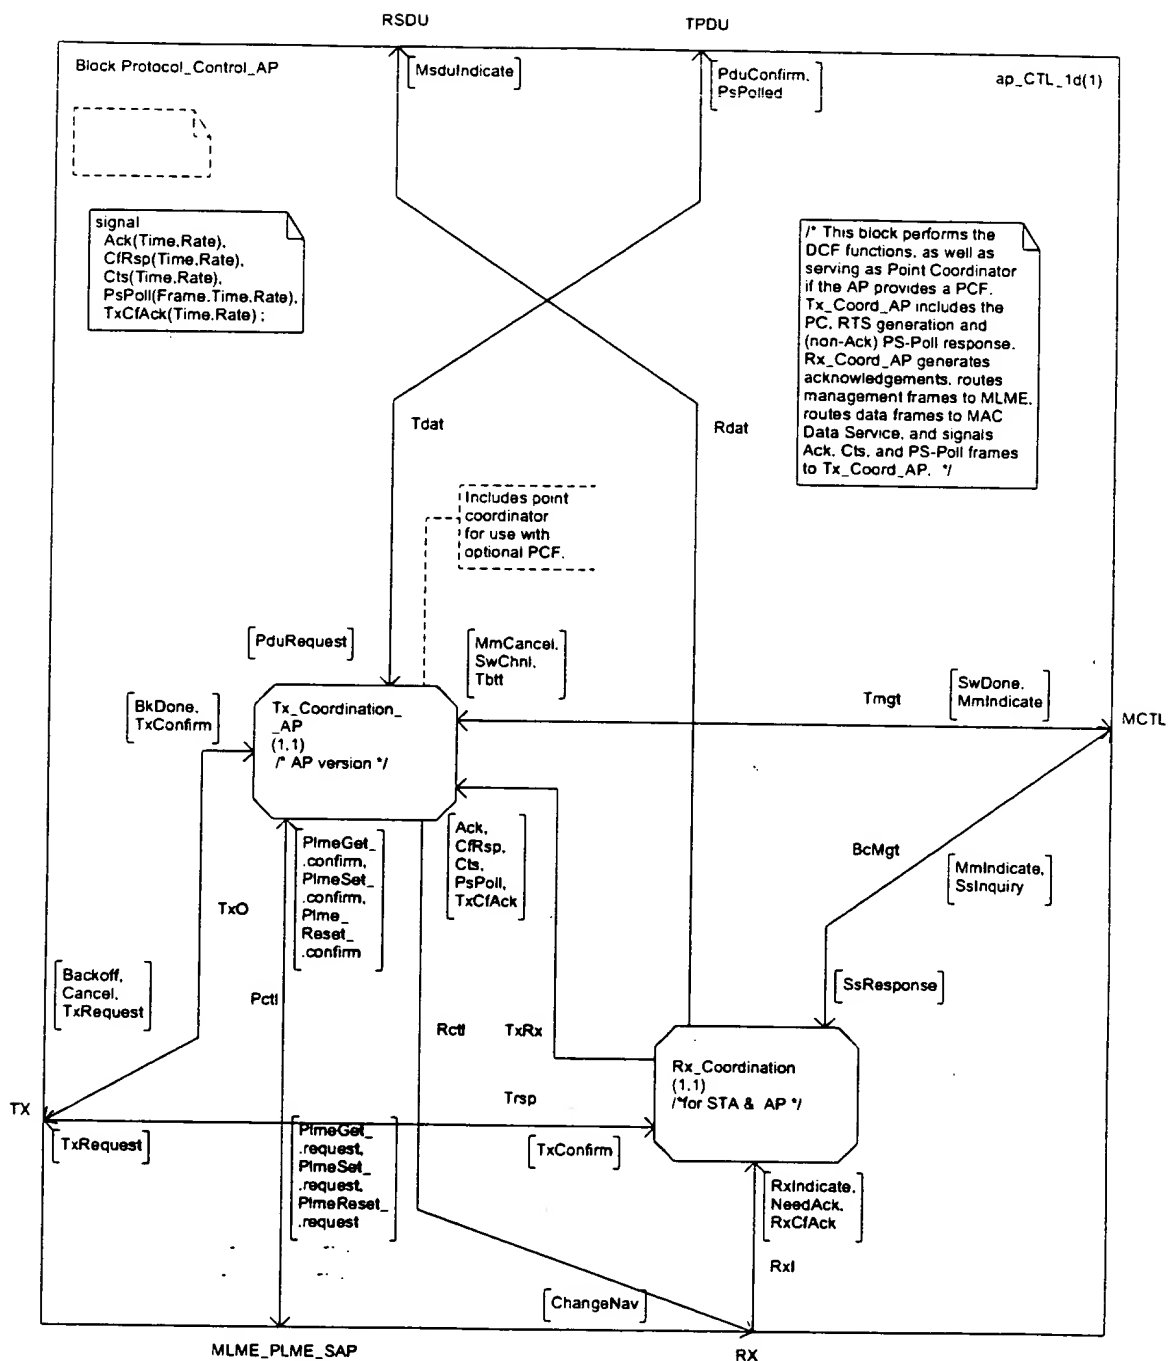 RSDU
TPDU
Block Protocol_Control_AP
MsduIndicate
PduConfirm,
PsPolled
ap_CTL_1d(1)
signal
Ack(Time,Rate),
CfRsp(Time,Rate),
Cts(Time,Rate),
PsPoll(Frame,Time,Rate),
TxCfAck(Time,Rate) ;
/* This block performs the
DCF functions, as well as
serving as Point Coordinator
if the AP provides a PCF.
Tx_Coord_AP includes the
PC, RTS generation and
(non-Ack) PS-Poll response.
Rx_Coord_AP generates
acknowledgements, routes
management frames to MLME,
routes data frames to MAC
Data Service, and signals
Ack, Cts, and PS-Poll frames
to Tx_Coord_AP. */
Tdat
Rdat
Includes point
coordinator
for use with
optional PCF.
PduRequest
MmCancel,
SwChnl,
Tbtt
Tmgt
SwDone,
MmIndicate
MCTL
BkDone,
TxConfirm
Tx_Coordination_
_AP
(1,1)
/* AP version */
PlmeGet_
.confirm,
PlmeSet_
.confirm,
Plme_
Reset_
.confirm
Ack,
CfRsp,
Cts,
PsPoll,
TxCfAck
BcMgt
MmIndicate,
SsInquiry
TxO
Backoff,
Cancel,
TxRequest
Pctl
Rctl
TxRx
SsResponse
Rx_Coordination
(1,1)
/*for STA & AP */
TX
Trsp
TxRequest
PlmeGet_
.request,
PlmeSet_
.request,
PlmeReset_
.request
TxConfirm
RxIndicate,
NeedAck,
RxCfAck
RxI
ChangeNav
MLME_PLME_SAP
RX